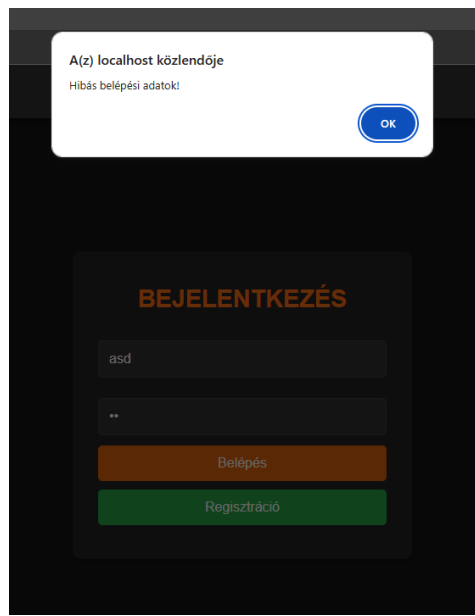 A(z) localhost közlendője
Hibás belépési adatok!
OK
BEJELENTKEZÉS
asd
••
Belépés
Regisztráció